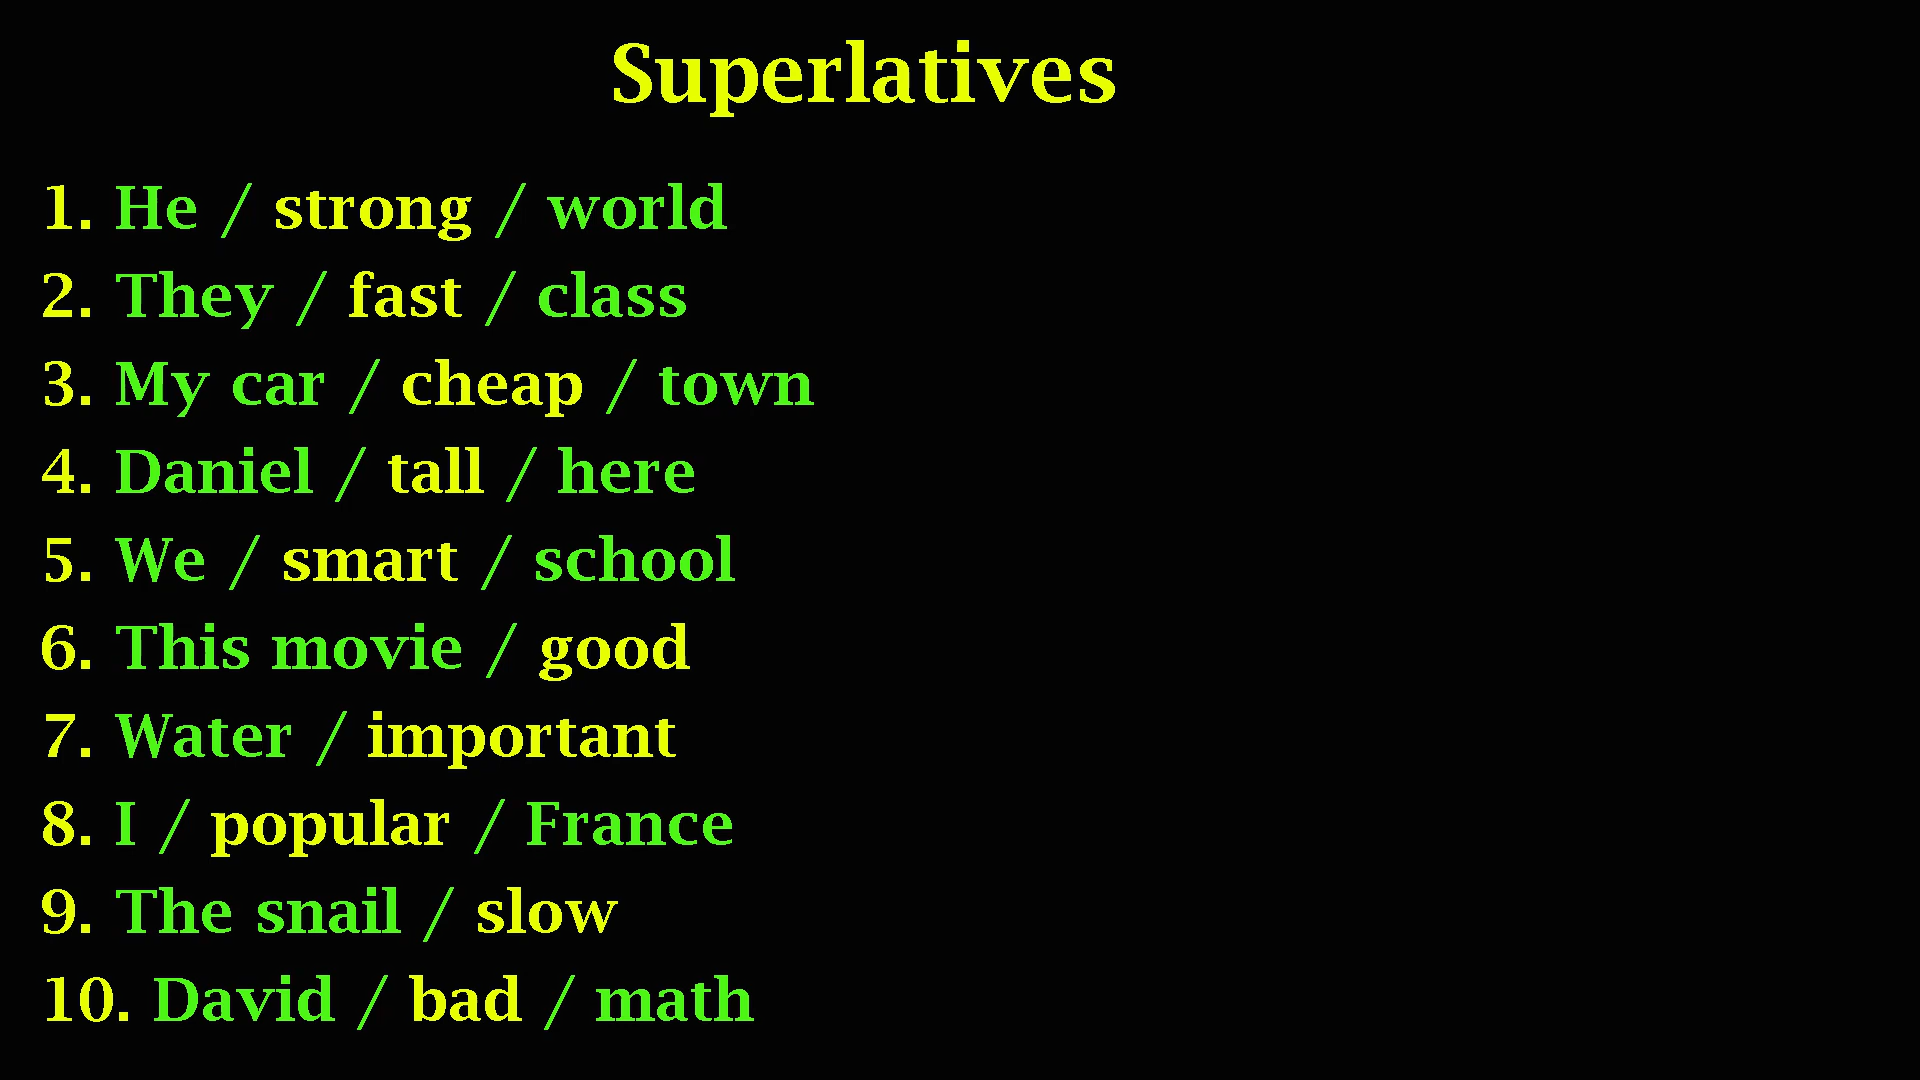 Superlatives
1. He / strong / world
2. They / fast / class
3. My car / cheap / town
4. Daniel / tall / here
5. We / smart / school
6. This movie / good
7. Water / important
8. I / popular / France
9. The snail / slow
10. David / bad / math